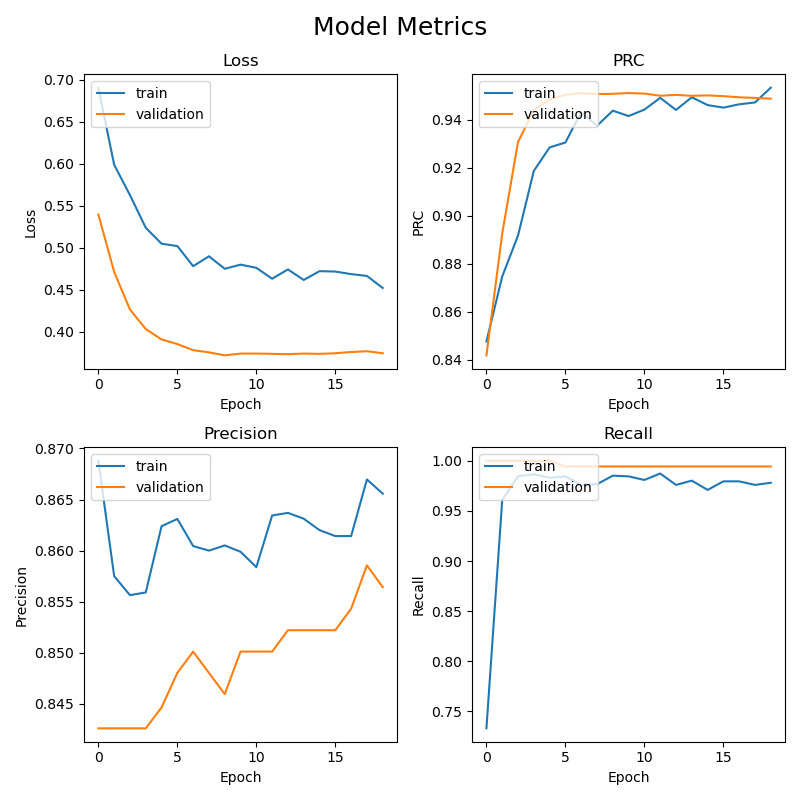 Model Metrics
Loss
train
validation
0.70
0.65
0.60
0.55
0.50
0.45
0.40
Loss
0 5 10 15
Epoch
PRC
train
validation
0.94
0.92
0.90
0.88
0.86
0.84
PRC
0 5 10 15
Epoch
Precision
train
validation
0.870
0.865
0.860
0.855
0.850
0.845
Precision
0 5 10 15
Epoch
Recall
train
validation
1.00
0.95
0.90
0.85
0.80
0.75
Recall
0 5 10 15
Epoch